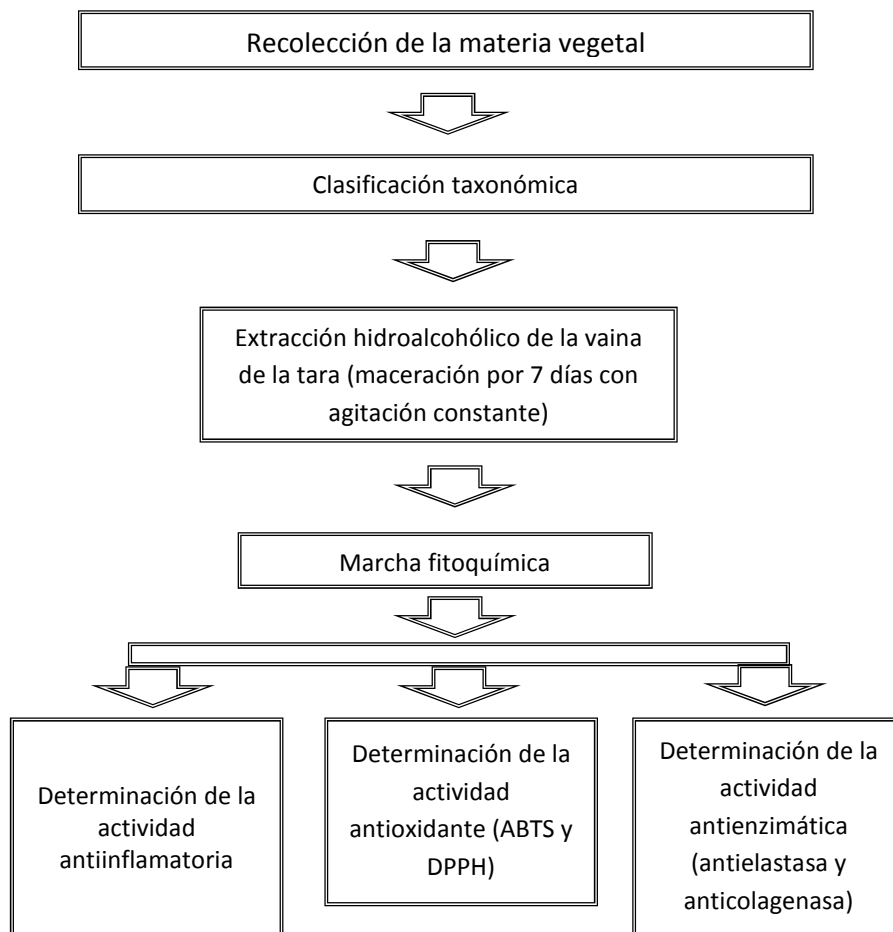 Recolección de la materia vegetal
Clasificación taxonómica
Extracción hidroalcohólico de la vaina
de la tara (maceración por 7 días con
agitación constante)
Marcha fitoquímica
Determinación de la
actividad
antiinflamatoria
Determinación de la
actividad
antioxidante (ABTS y
DPPH)
Determinación de la
actividad
antienzimática
(antielastasa y
anticolagenasa)